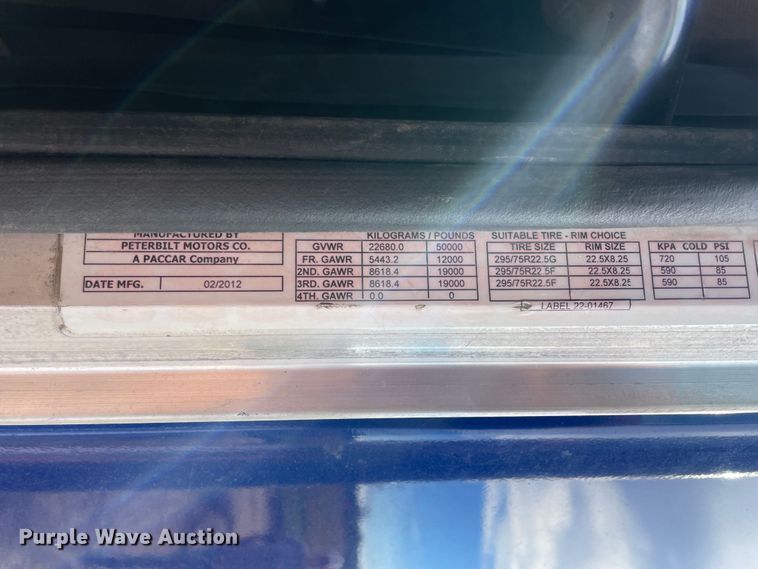 MANUFACTURED BY
PETERBILT MOTORS CO.
A PACCAR Company
DATE MFG. 02/2012
KILOGRAMS / POUNDS
GVWR 22680.0 50000
FR. GAWR 5443.2 12000
2ND. GAWR 8618.4 19000
3RD. GAWR 8618.4 19000
4TH. GAWR 0.0 0
SUITABLE TIRE - RIM CHOICE
TIRE SIZE RIM SIZE
295/75R22.5G 22.5X8.25
295/75R22.5F 22.5X8.25
295/75R22.5F 22.5X8.25
KPA COLD PSI
720 105
590 85
590 85
LABEL 22-01467
Purple Wave Auction